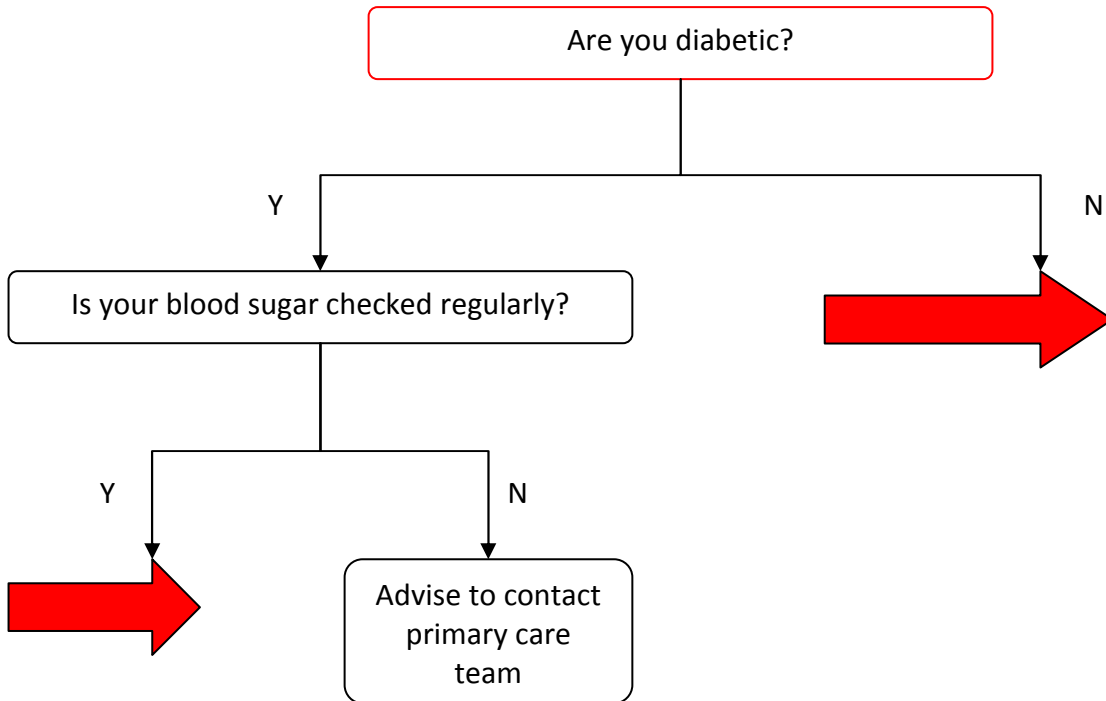 Are you diabetic?
Y
N
Is your blood sugar checked regularly?
Y
N
Advise to contact
primary care
team